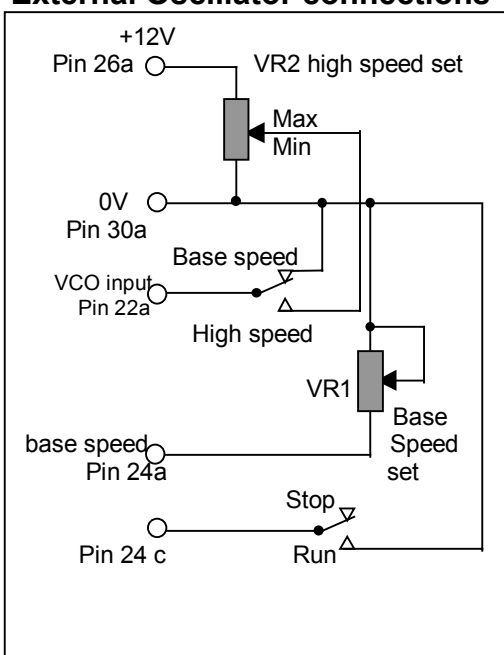 External Oscillator connections
+12V
Pin 26a
VR2 high speed set
Max
Min
0V
Pin 30a
Base speed
VCO input
Pin 22a
High speed
VR1
Base
Speed
set
base speed
Pin 24a
Stop
Pin 24 c
Run